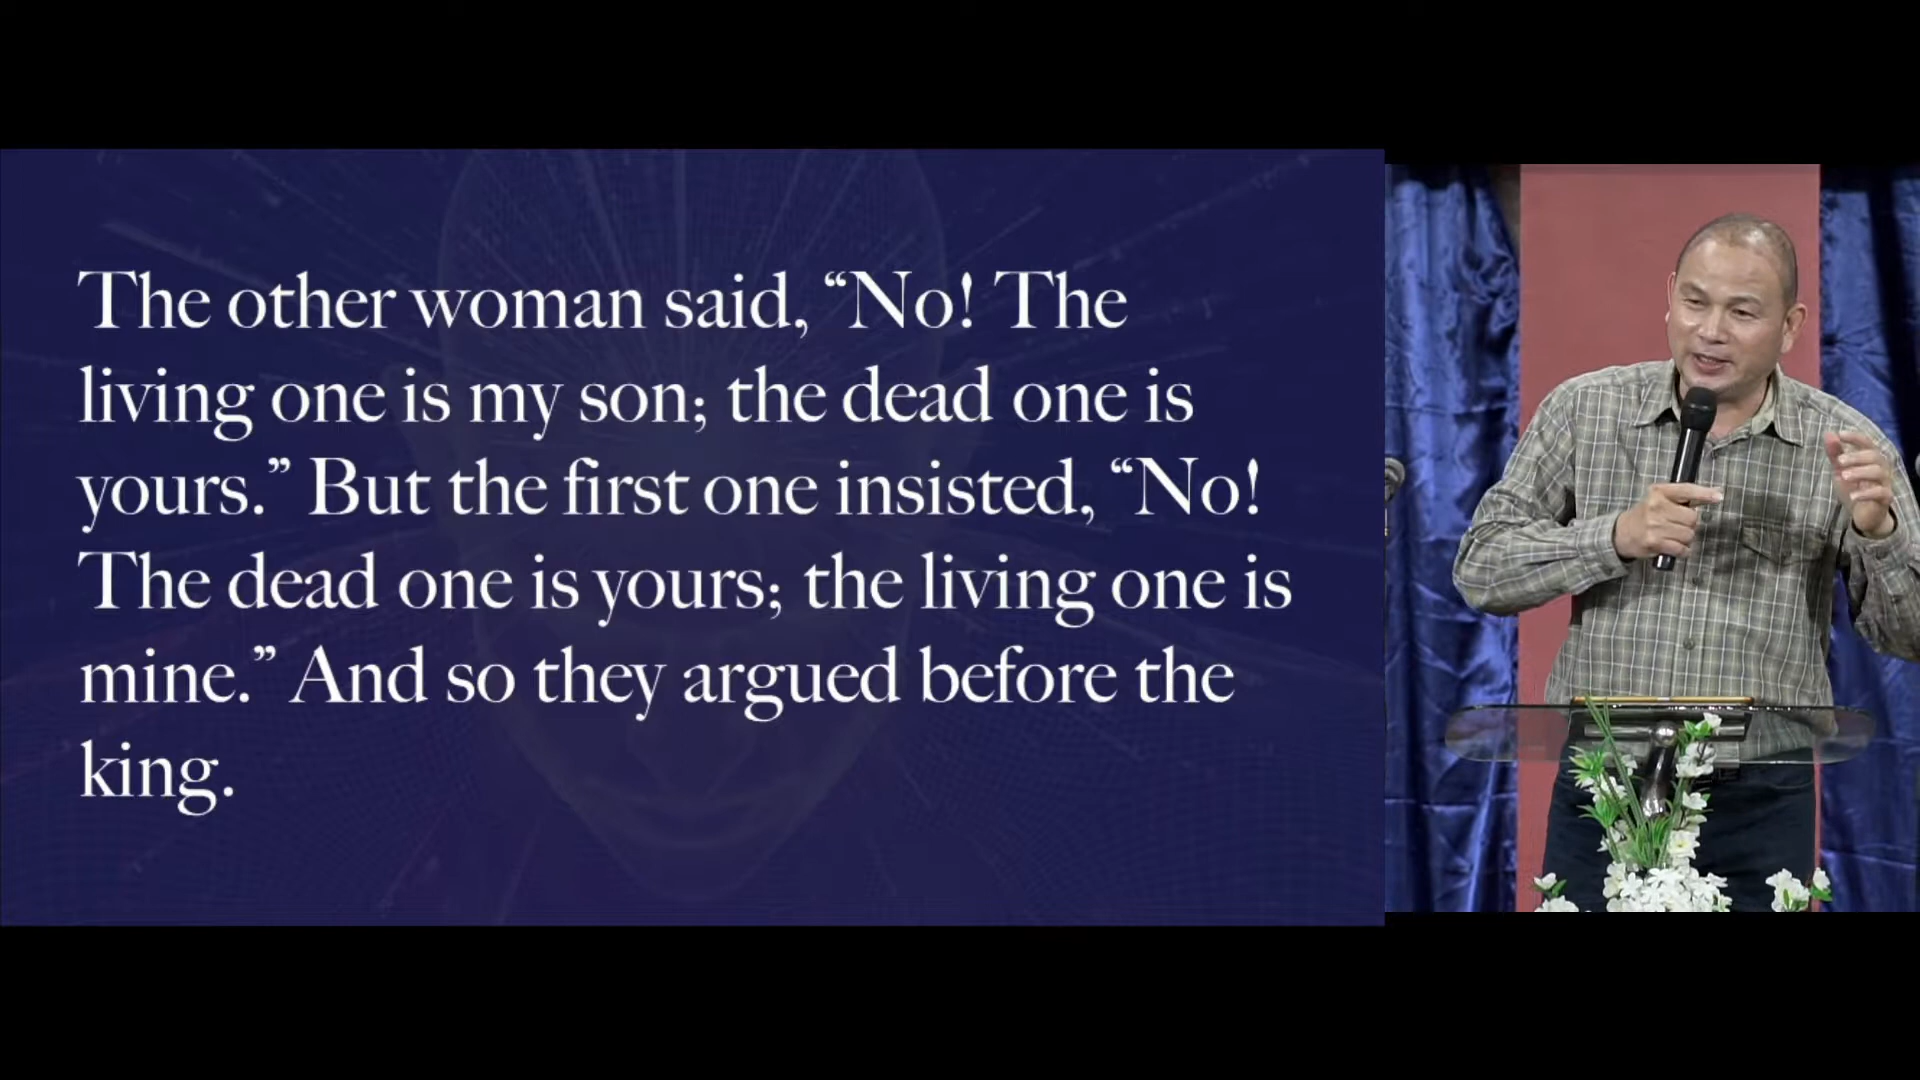 The other woman said, “No! The
living one is my son; the dead one is
yours.” But the first one insisted, “No!
The dead one is yours; the living one is
mine.” And so they argued before the
king.